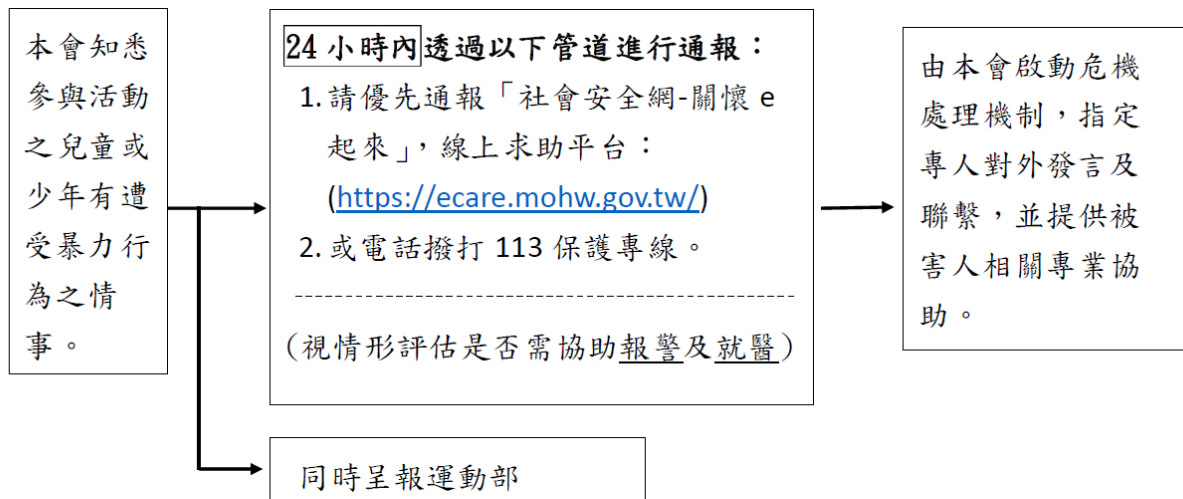 本會知悉
參與活動
之兒童或
少年有遭
受暴力行
為之情
事。
24 小時內透過以下管道進行通報：
1. 請優先通報「社會安全網-關懷 e
起來」，線上求助平台：
(https://ecare.mohw.gov.tw/)
2. 或電話撥打 113 保護專線。
（視情形評估是否需協助報警及就醫）
由本會啟動危機
處理機制，指定
專人對外發言及
聯繫，並提供被
害人相關專業協
助。
同時呈報運動部